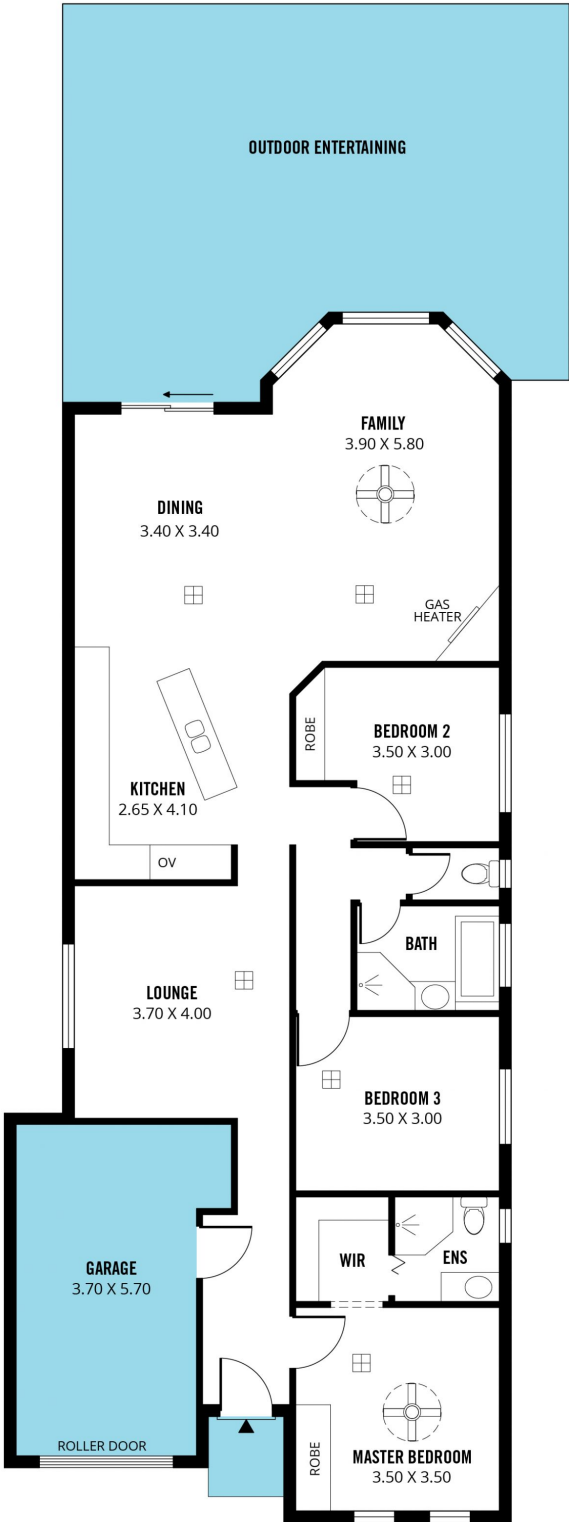 OUTDOOR ENTERTAINING
FAMILY
3.90 X 5.80
DINING
3.40 X 3.40
GAS
HEATER
ROBE
BEDROOM 2
3.50 X 3.00
KITCHEN
2.65 X 4.10
OV
BATH
LOUNGE
3.70 X 4.00
BEDROOM 3
3.50 X 3.00
WIR
ENS
GARAGE
3.70 X 5.70
ROLLER DOOR
ROBE
MASTER BEDROOM
3.50 X 3.50